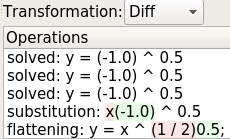 Transformation: Diff
Operations
solved: y = (-1.0) ^ 0.5
solved: y = (-1.0) ^ 0.5
solved: y = (-1.0) ^ 0.5
substitution: x(-1.0) ^ 0.5
flattening: y = x ^ (1 / 2)0.5;